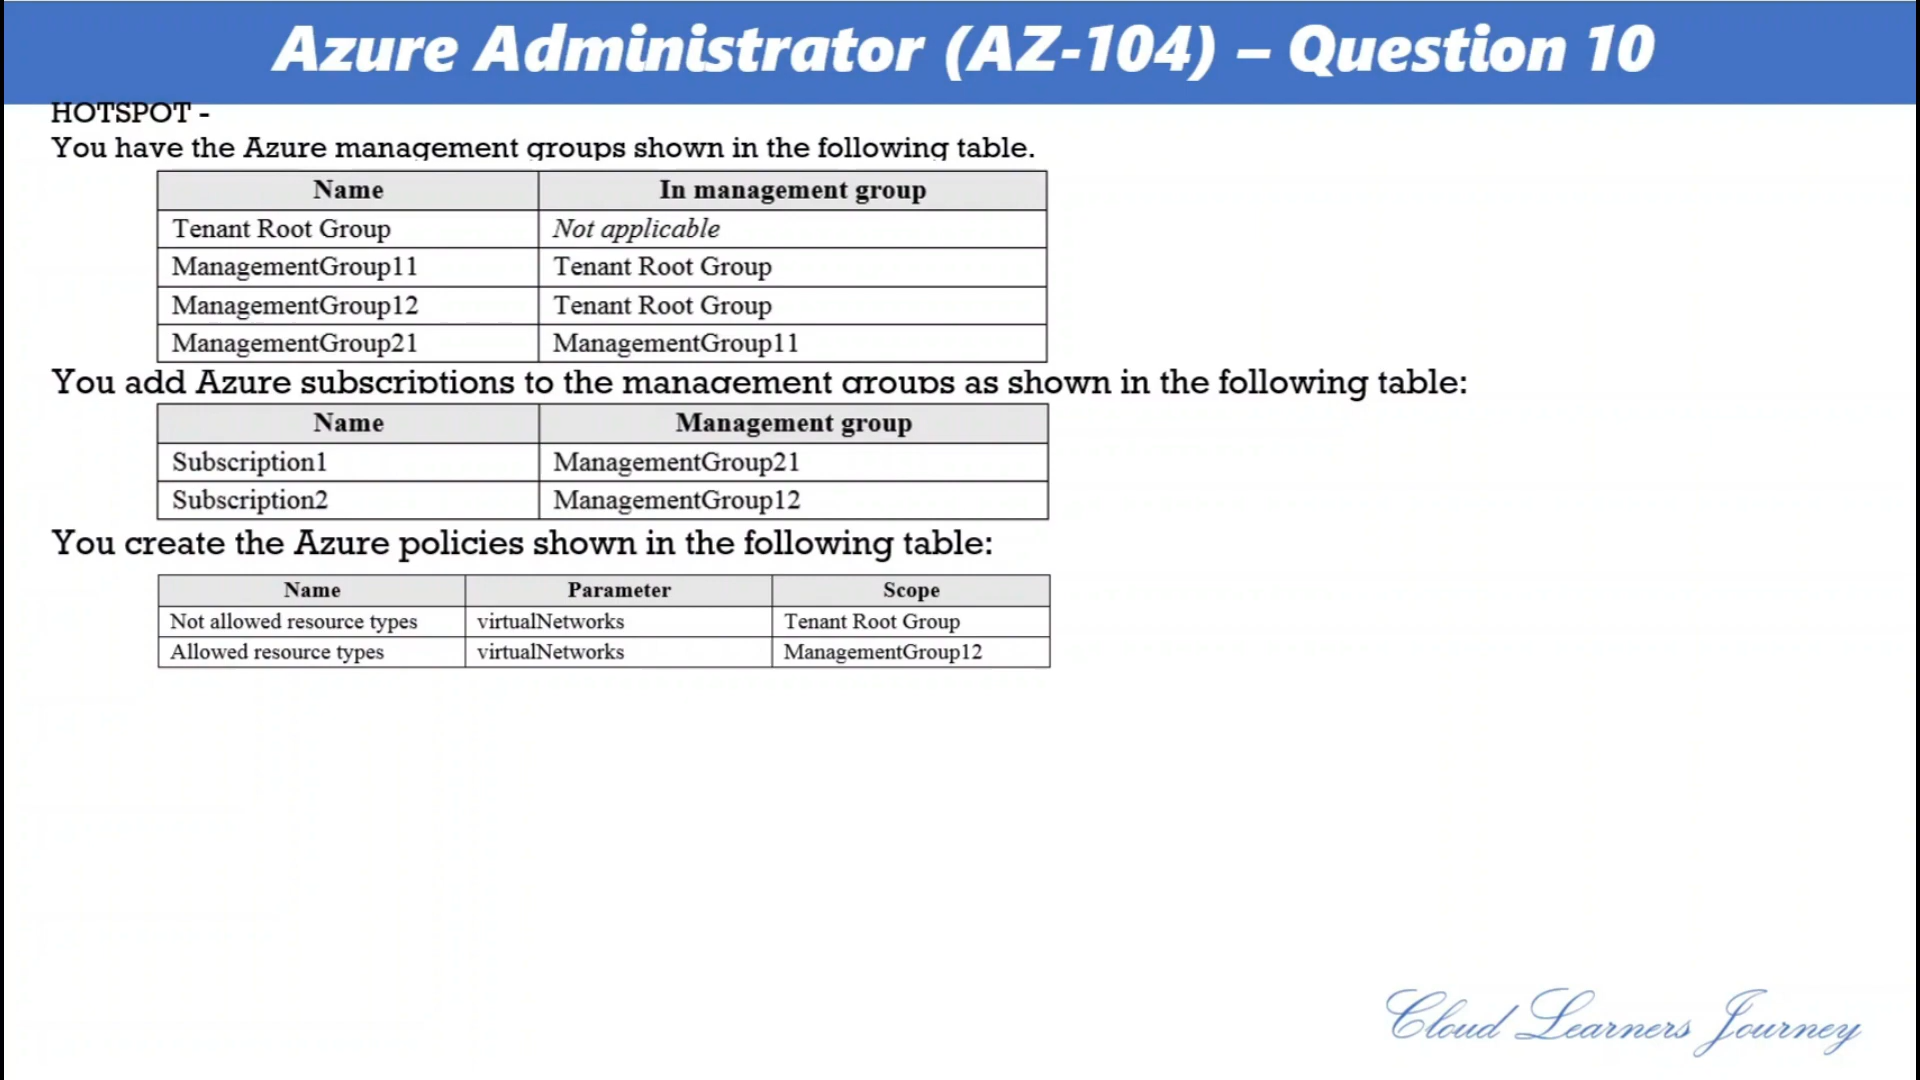 Azure Administrator (AZ-104) – Question 10
HOTSPOT -
You have the Azure management groups shown in the following table.
Name In management group
Tenant Root Group Not applicable
ManagementGroup11 Tenant Root Group
ManagementGroup12 Tenant Root Group
ManagementGroup21 ManagementGroup11
You add Azure subscriptions to the management groups as shown in the following table:
Name Management group
Subscription1 ManagementGroup21
Subscription2 ManagementGroup12
You create the Azure policies shown in the following table:
Name Parameter Scope
Not allowed resource types virtualNetworks Tenant Root Group
Allowed resource types virtualNetworks ManagementGroup12
Cloud Learners Journey